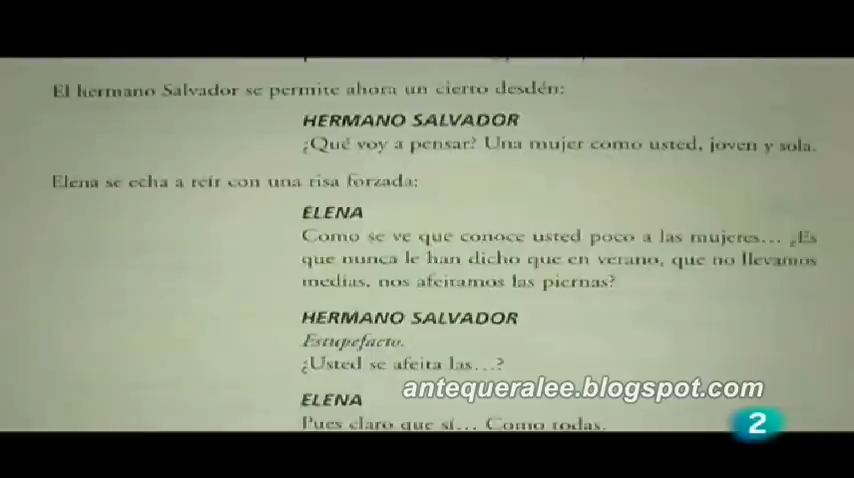 El hermano Salvador se permite ahora un cierto desdén:
HERMANO SALVADOR
¿Qué voy a pensar? Una mujer como usted, joven y sola.
Elena se echa a reír con una risa forzada:
ELENA
Como se ve que conoce usted poco a las mujeres... ¿Es
que nunca le han dicho que en verano, que no llevamos
medias, nos afeitamos las piernas?
HERMANO SALVADOR
Estupefacto.
¿Usted se afeita las...?
antequeralee.blogspot.com
ELENA
2
Pues claro que sí... Como todas.